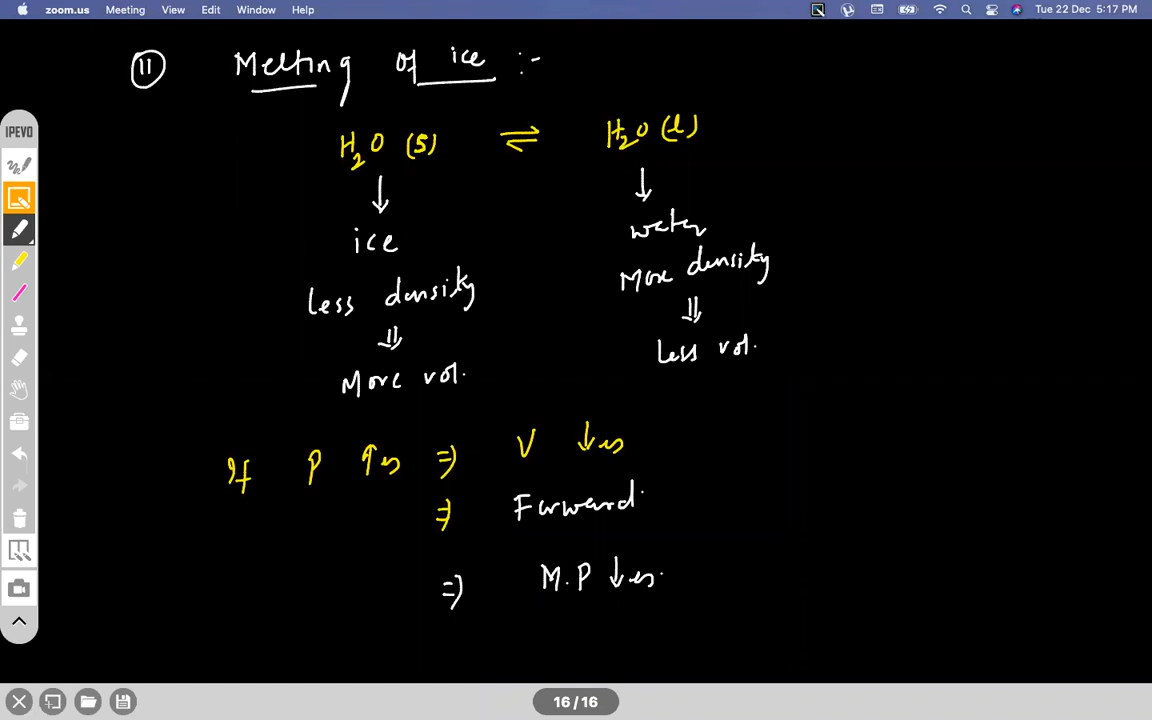 zoom.us Meeting View Edit Window Help Tue 22 Dec 5:17 PM
11 Melting of ice :-
IPEVO
H2O (S) ⇌ H2O (l)
↓ ↓
ice water
Less density More density
⇓ ⇓
More vol. Less vol.
If P ↑es ⇒ V ↓es
⇒ Forward.
⇒ M.P ↓es.
16/16